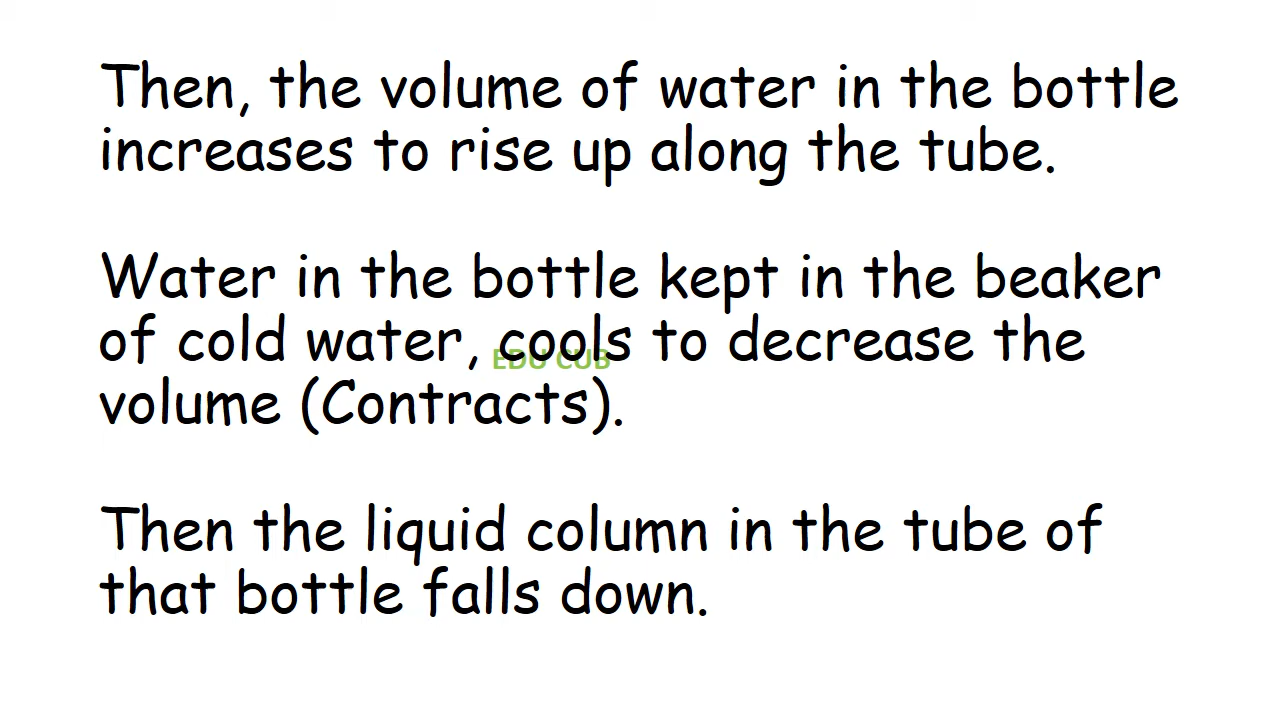 Then, the volume of water in the bottle
increases to rise up along the tube.
Water in the bottle kept in the beaker
of cold water, cools to decrease the
EDU CUB
volume (Contracts).
Then the liquid column in the tube of
that bottle falls down.